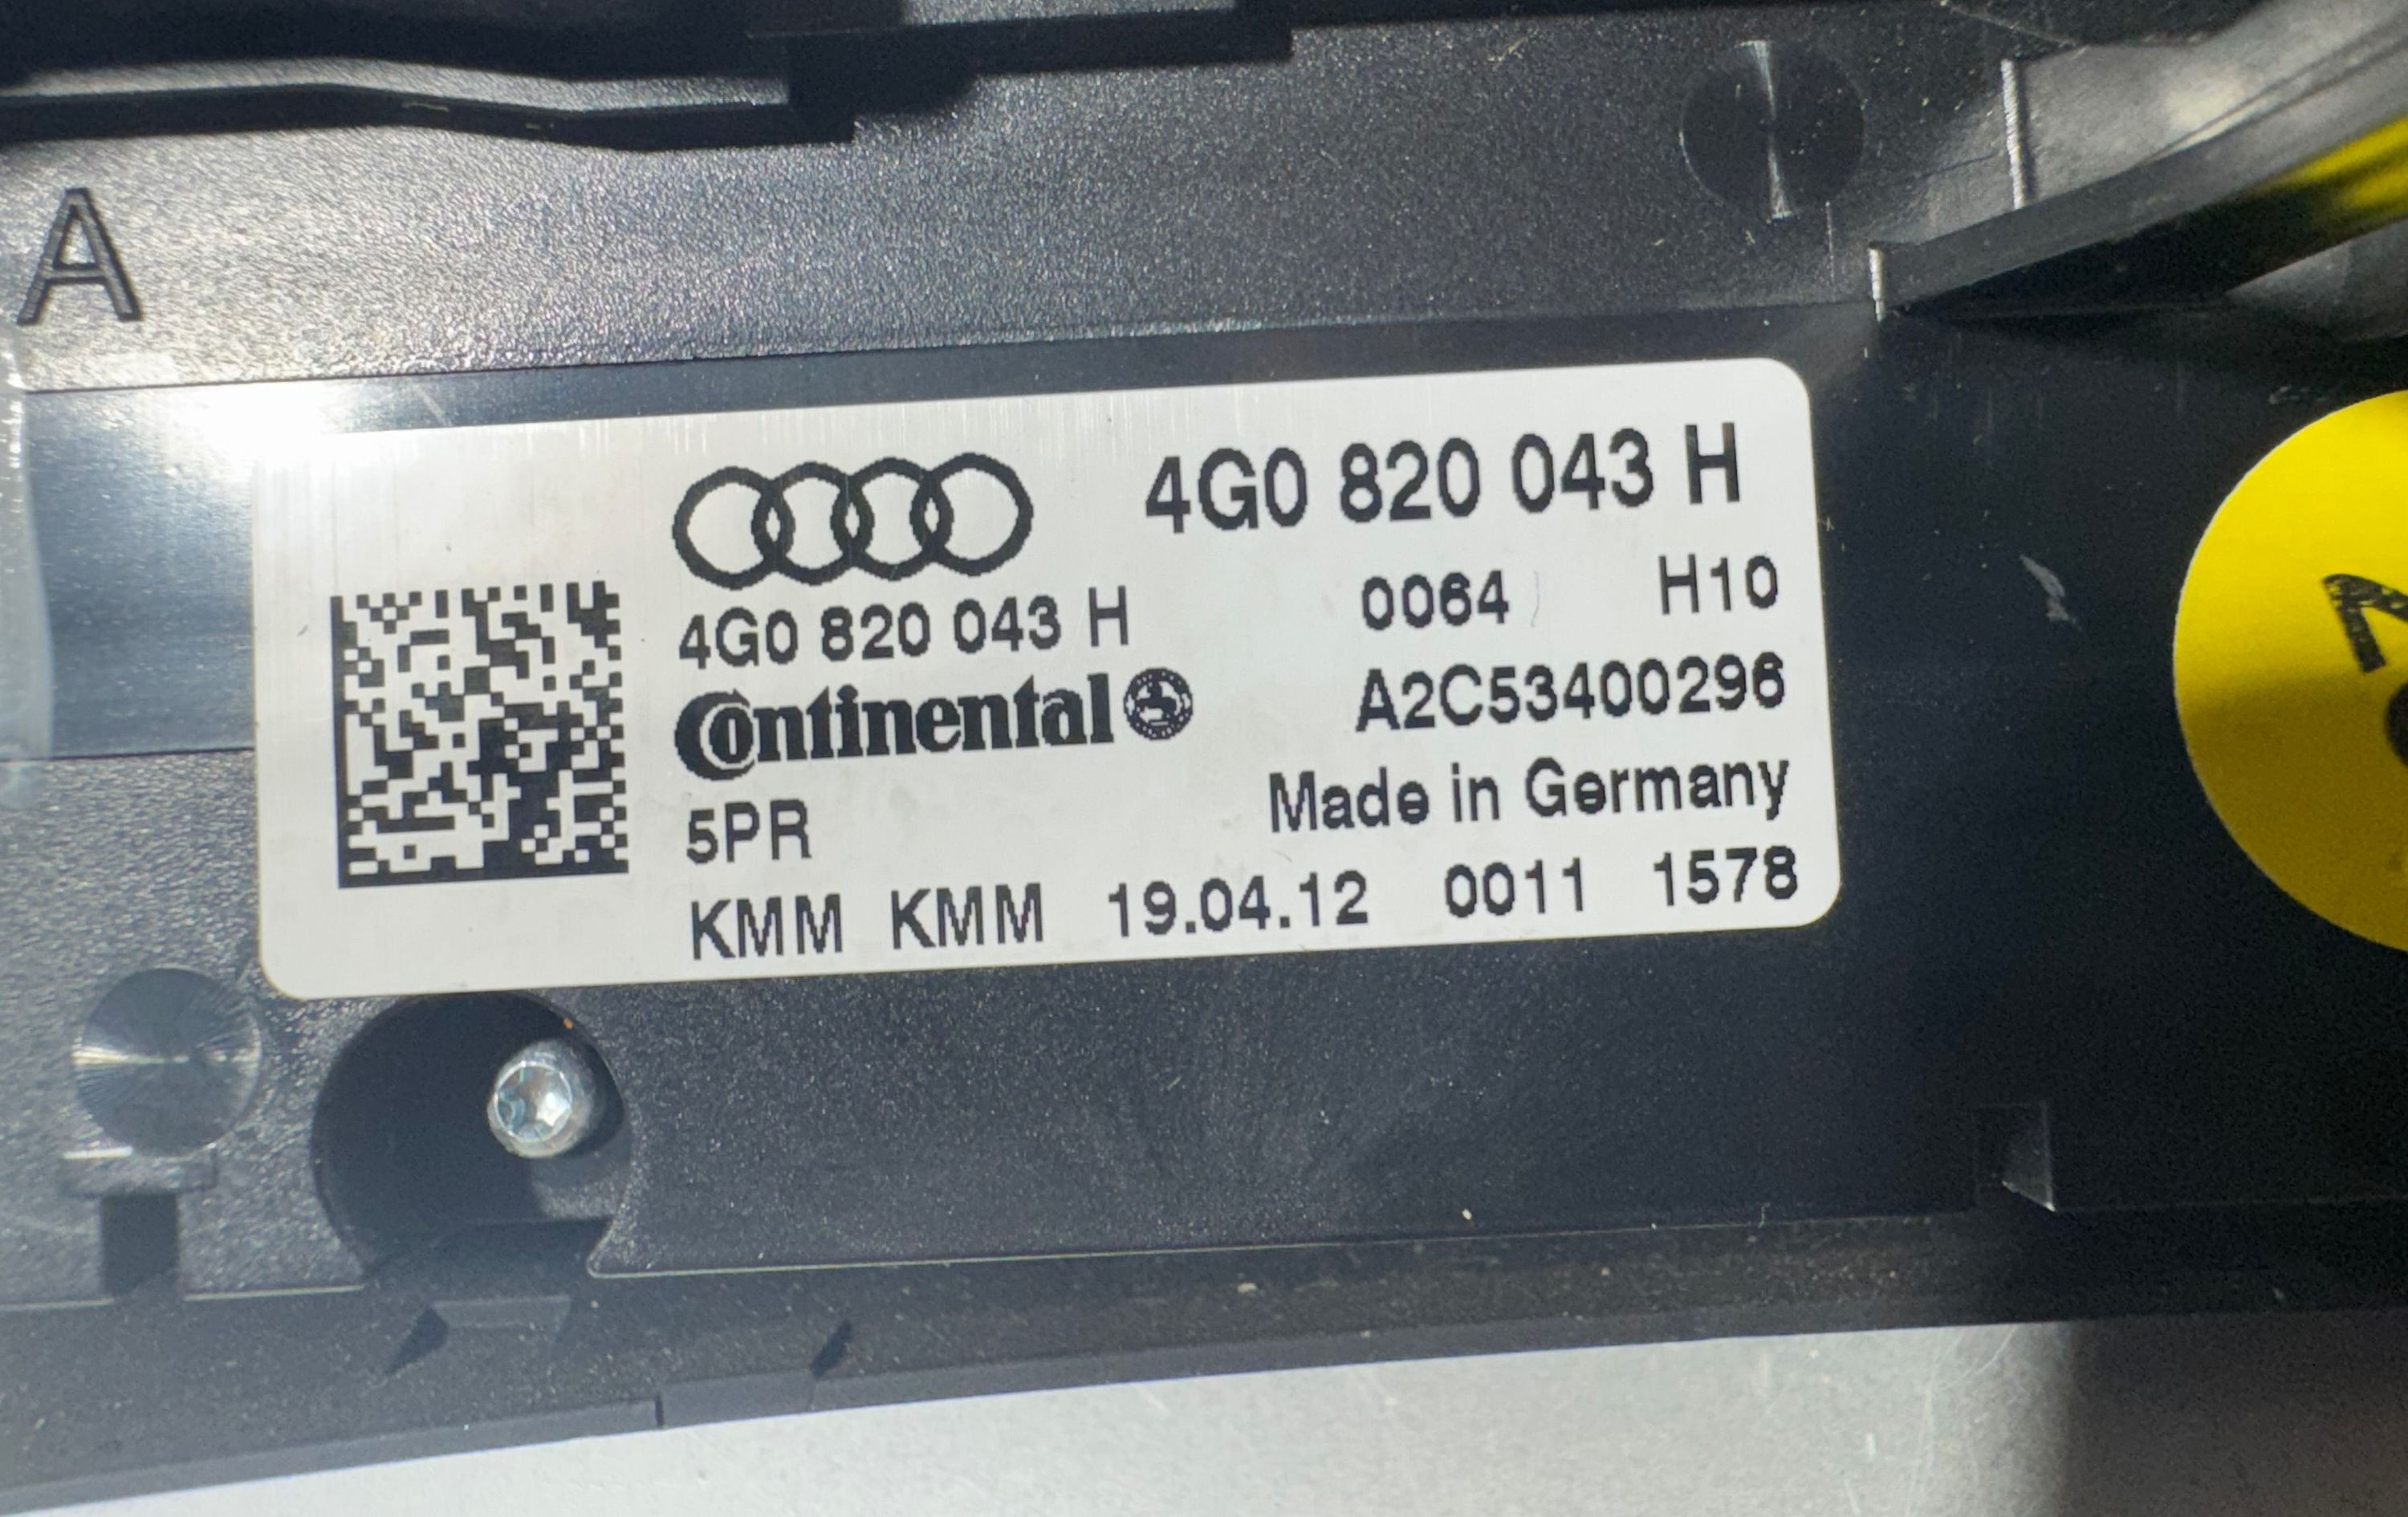 A
4G0 820 043 H
4G0 820 043 H 0064 H10
Continental A2C53400296
5PR Made in Germany
KMM KMM 19.04.12 0011 1578